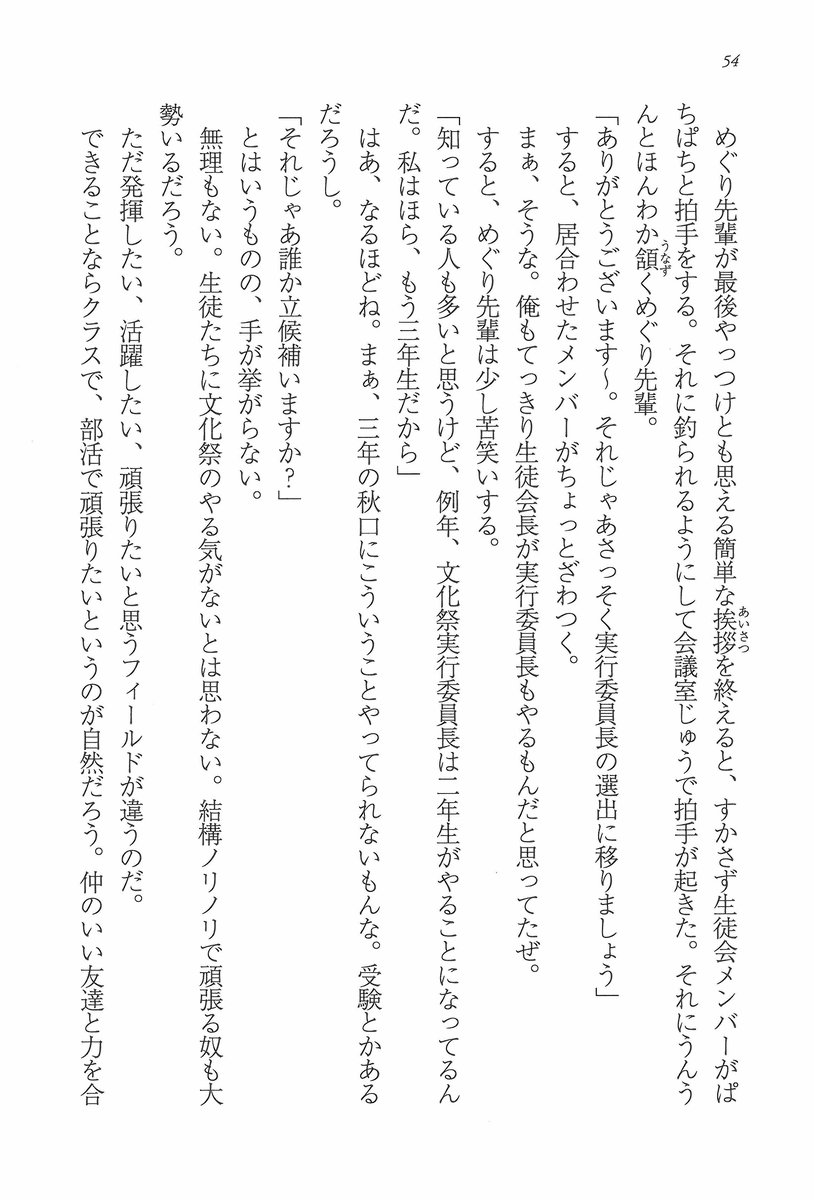 54
めぐり先輩が最後やっつけとも思える簡単な挨拶を終えると、すかさず生徒会メンバーがぱ
あいさつ
ちぱちと拍手をする。それに釣られるようにして会議室じゅうで拍手が起きた。それにうんう
んとほんわか頷くめぐり先輩。
うなず
「ありがとうございます～。それじゃあさっそく実行委員長の選出に移りましょう」
すると、居合わせたメンバーがちょっとざわつく。
まぁ、そうな。俺もてっきり生徒会長が実行委員長もやるもんだと思ってたぜ。
すると、めぐり先輩は少し苦笑いする。
「知っている人も多いと思うけど、例年、文化祭実行委員長は二年生がやることになってるん
だ。私はほら、もう三年生だから」
はあ、なるほどね。まぁ、三年の秋口にこういうことやってられないもんな。受験とかある
だろうし。
「それじゃあ誰か立候補いますか？」
とはいうものの、手が挙がらない。
無理もない。生徒たちに文化祭のやる気がないとは思わない。結構ノリノリで頑張る奴も大
勢いるだろう。
ただ発揮したい、活躍したい、頑張りたいと思うフィールドが違うのだ。
できることならクラスで、部活で頑張りたいというのが自然だろう。仲のいい友達と力を合